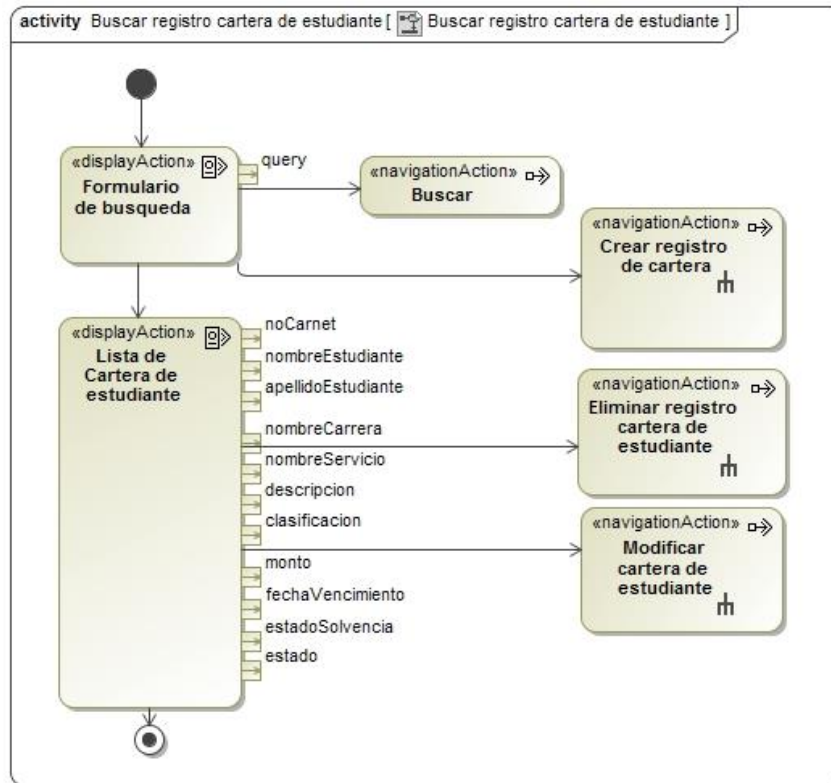 activity Buscar registro cartera de estudiante [ Buscar registro cartera de estudiante ]
«displayAction»
Formulario
de busqueda
query
«navigationAction»
Buscar
«navigationAction»
Crear registro
de cartera
«displayAction»
Lista de
Cartera de
estudiante
noCarnet
nombreEstudiante
apellidoEstudiante
nombreCarrera
nombreServicio
descripcion
clasificacion
monto
fechaVencimiento
estadoSolvencia
estado
«navigationAction»
Eliminar registro
cartera de
estudiante
«navigationAction»
Modificar
cartera de
estudiante